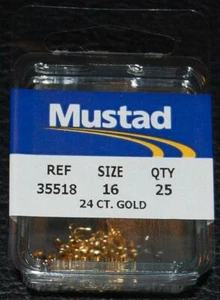 Mustad
REF SIZE QTY
35518 16 25
24 CT. GOLD